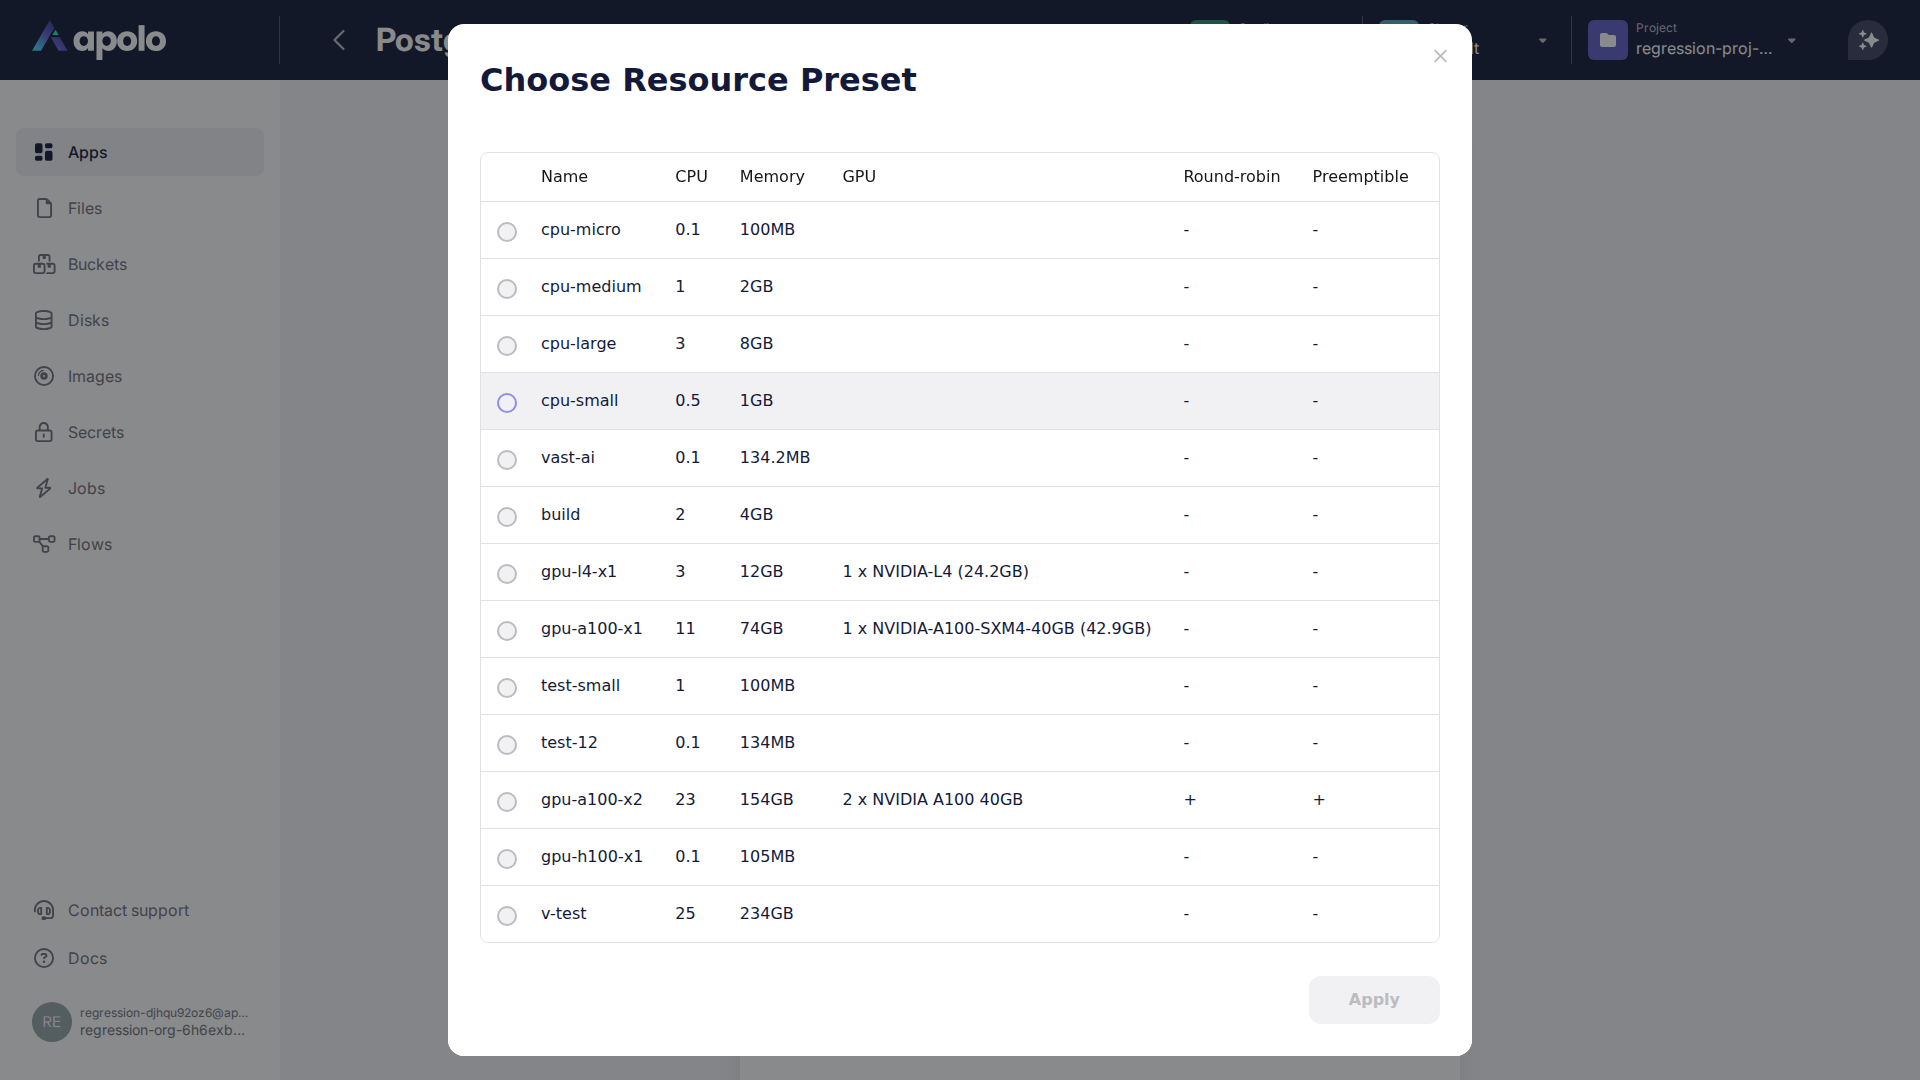 apolo
Postg
Project
regression-proj-...
Choose Resource Preset
Name CPU Memory GPU Round-robin Preemptible
cpu-micro 0.1 100MB - -
cpu-medium 1 2GB - -
cpu-large 3 8GB - -
cpu-small 0.5 1GB - -
vast-ai 0.1 134.2MB - -
build 2 4GB - -
gpu-l4-x1 3 12GB 1 x NVIDIA-L4 (24.2GB) - -
gpu-a100-x1 11 74GB 1 x NVIDIA-A100-SXM4-40GB (42.9GB) - -
test-small 1 100MB - -
test-12 0.1 134MB - -
gpu-a100-x2 23 154GB 2 x NVIDIA A100 40GB + +
gpu-h100-x1 0.1 105MB - -
v-test 25 234GB - -
Apply
Apps
Files
Buckets
Disks
Images
Secrets
Jobs
Flows
Contact support
Docs
RE
regression-djhqu92oz6@ap...
regression-org-6h6exb...